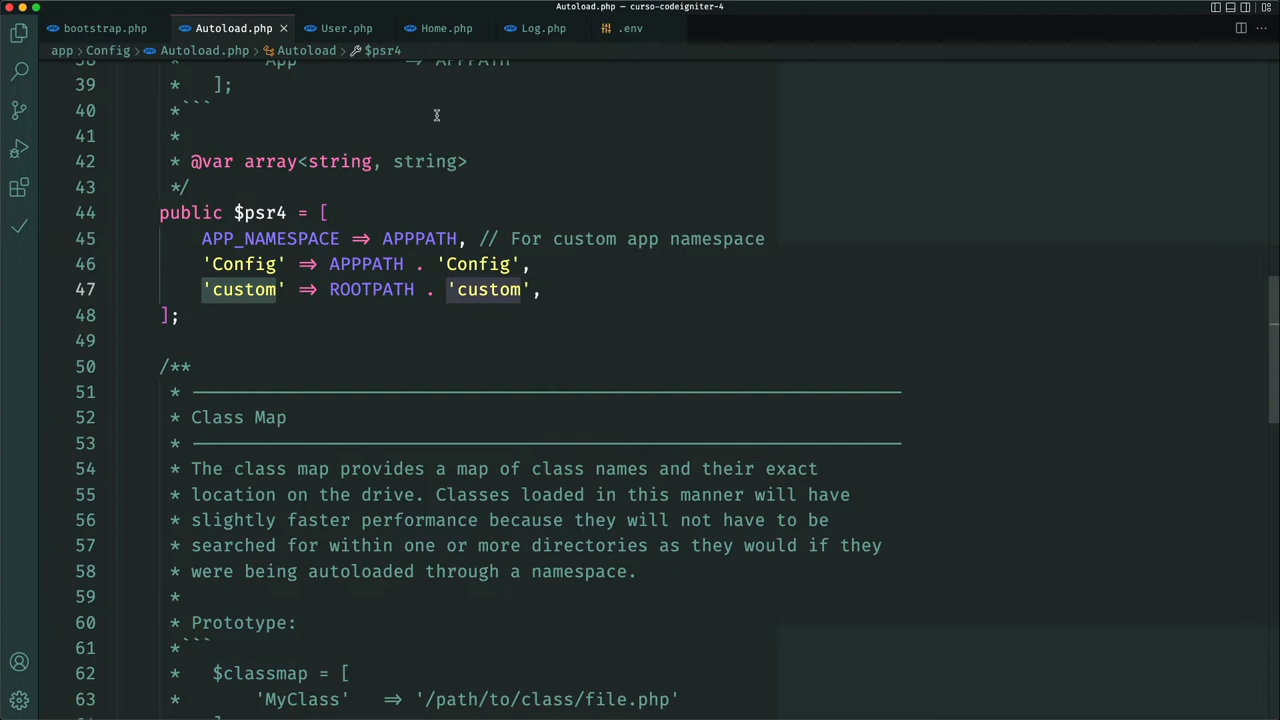 Autoload.php — curso-codeigniter-4
bootstrap.php Autoload.php User.php Home.php Log.php .env
app > Config > Autoload.php > Autoload > $psr4
38 * 'App' => APPPATH
39 * ];
40 *```
41 *
42 * @var array<string, string>
43 */
44 public $psr4 = [
45 APP_NAMESPACE => APPPATH, // For custom app namespace
46 'Config' => APPPATH . 'Config',
47 'custom' => ROOTPATH . 'custom',
48 ];
49
50 /**
51 * -------------------------------------------------------------------
52 * Class Map
53 * -------------------------------------------------------------------
54 * The class map provides a map of class names and their exact
55 * location on the drive. Classes loaded in this manner will have
56 * slightly faster performance because they will not have to be
57 * searched for within one or more directories as they would if they
58 * were being autoloaded through a namespace.
59 *
60 * Prototype:
61 *```
62 * $classmap = [
63 * 'MyClass' => '/path/to/class/file.php'